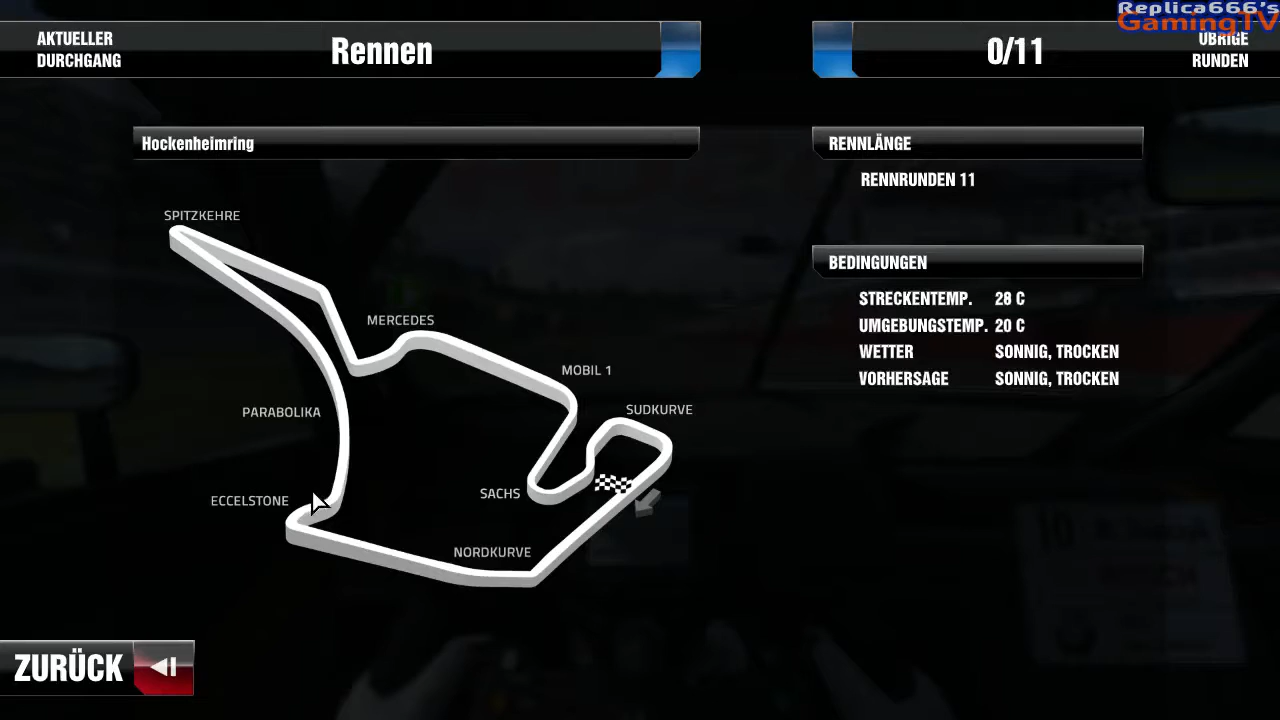 Replica666's
GamingTV
AKTUELLER
DURCHGANG
Rennen
0/11
ÜBRIGE
RUNDEN
Hockenheimring
RENNLÄNGE
RENNRUNDEN 11
SPITZKEHRE
MERCEDES
MOBIL 1
SUDKURVE
PARABOLIKA
SACHS
ECCELSTONE
NORDKURVE
BEDINGUNGEN
STRECKENTEMP. 28 C
UMGEBUNGSTEMP. 20 C
WETTER SONNIG, TROCKEN
VORHERSAGE SONNIG, TROCKEN
ZURÜCK